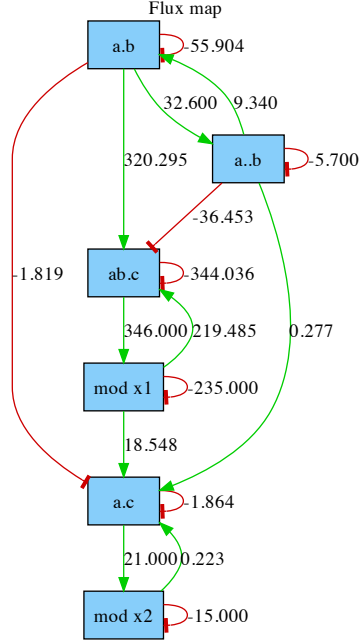 Flux map
a.b
-55.904
32.600
9.340
320.295
a..b
-5.700
-36.453
-1.819
ab.c
-344.036
346.000
219.485
0.277
mod x1
-235.000
18.548
a.c
-1.864
21.000
0.223
mod x2
-15.000